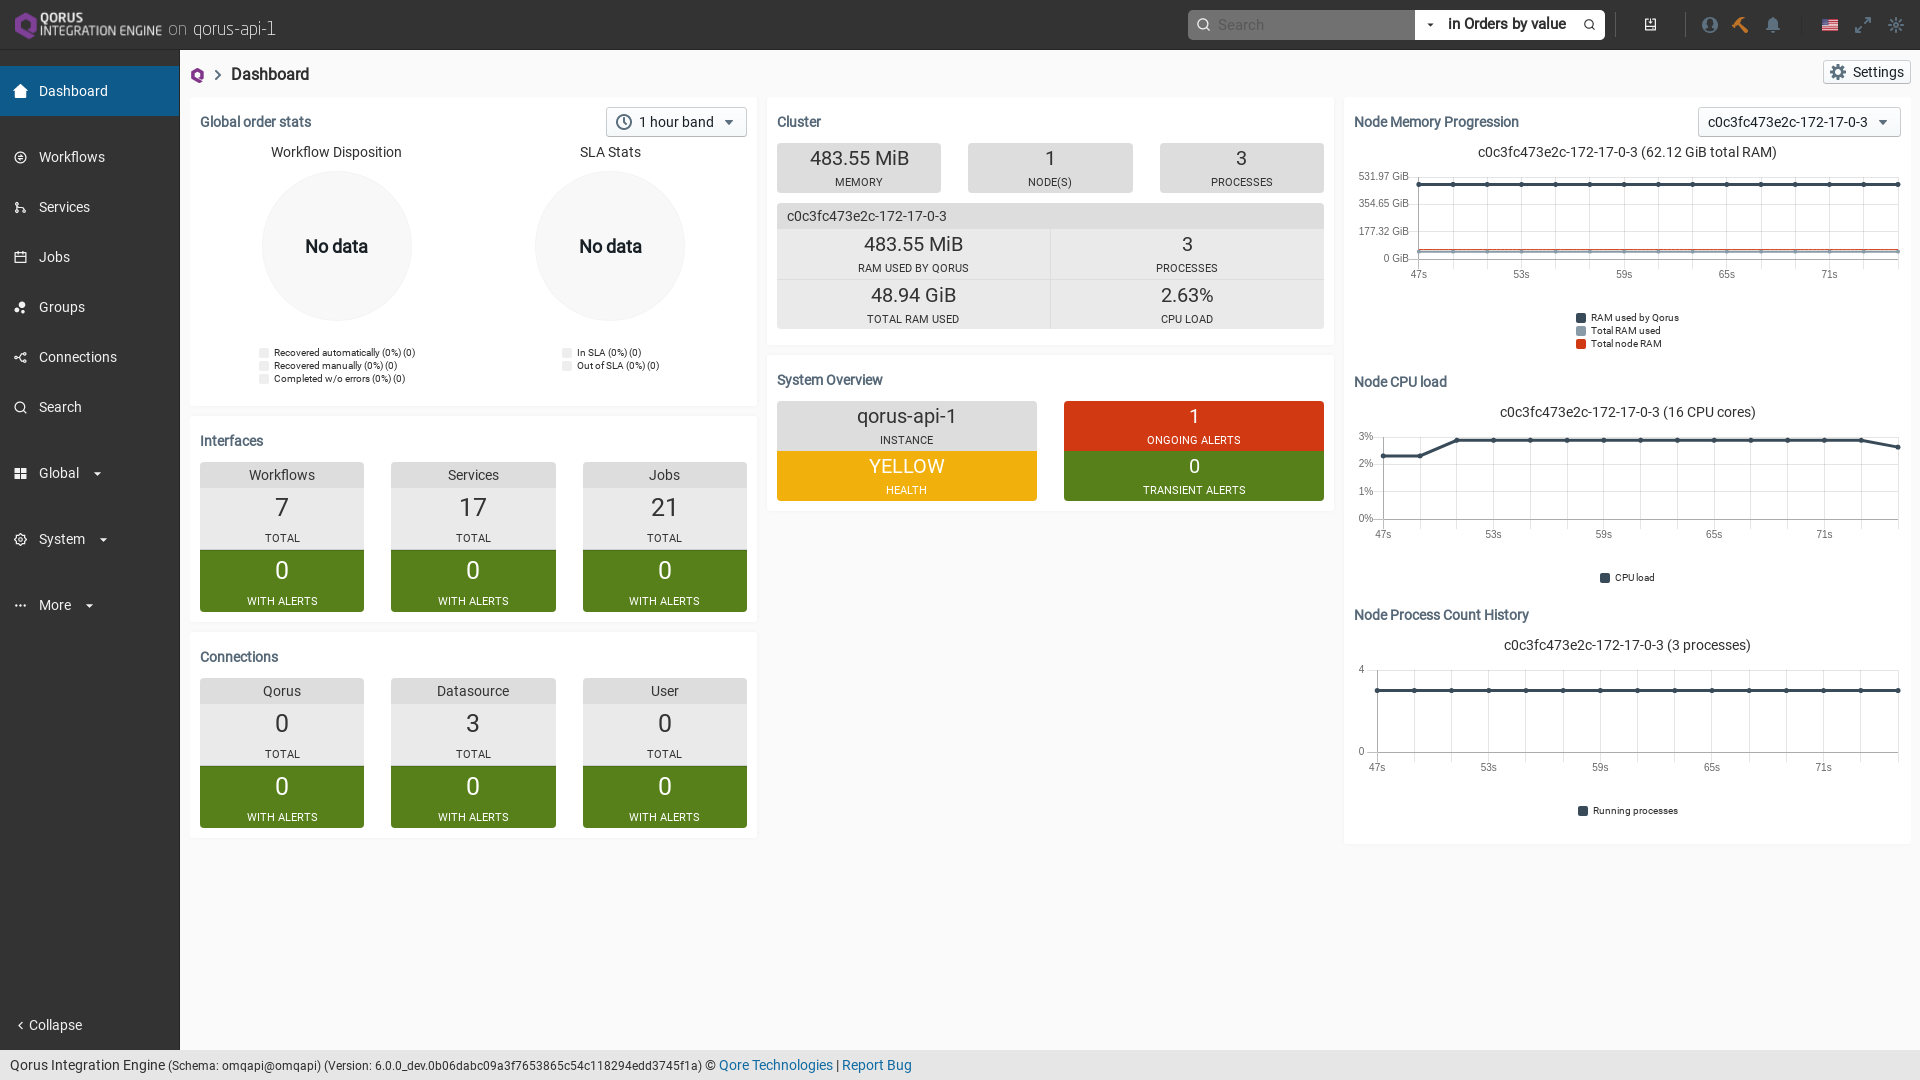 QORUS
INTEGRATION ENGINE on qorus-api-1
Search
in Orders by value
Dashboard
Workflows
Services
Jobs
Groups
Connections
Search
Global
System
More
Collapse
Dashboard
Settings
Global order stats
1 hour band
Workflow Disposition
No data
Recovered automatically (0%) (0)
Recovered manually (0%) (0)
Completed w/o errors (0%) (0)
SLA Stats
No data
In SLA (0%) (0)
Out of SLA (0%) (0)
Interfaces
Workflows
7
TOTAL
0
WITH ALERTS
Services
17
TOTAL
0
WITH ALERTS
Jobs
21
TOTAL
0
WITH ALERTS
Connections
Qorus
0
TOTAL
0
WITH ALERTS
Datasource
3
TOTAL
0
WITH ALERTS
User
0
TOTAL
0
WITH ALERTS
Cluster
483.55 MiB
MEMORY
1
NODE(S)
3
PROCESSES
c0c3fc473e2c-172-17-0-3
483.55 MiB
RAM USED BY QORUS
3
PROCESSES
48.94 GiB
TOTAL RAM USED
2.63%
CPU LOAD
System Overview
qorus-api-1
INSTANCE
1
ONGOING ALERTS
YELLOW
HEALTH
0
TRANSIENT ALERTS
Node Memory Progression
c0c3fc473e2c-172-17-0-3
c0c3fc473e2c-172-17-0-3 (62.12 GiB total RAM)
531.97 GiB
354.65 GiB
177.32 GiB
0 GiB
47s 53s 59s 65s 71s
RAM used by Qorus
Total RAM used
Total node RAM
Node CPU load
c0c3fc473e2c-172-17-0-3 (16 CPU cores)
3%
2%
1%
0%
47s 53s 59s 65s 71s
CPU load
Node Process Count History
c0c3fc473e2c-172-17-0-3 (3 processes)
4
0
47s 53s 59s 65s 71s
Running processes
Qorus Integration Engine (Schema: omqapi@omqapi) (Version: 6.0.0_dev.0b06dabc09a3f7653865c54c118294edd3745f1a) © Qore Technologies | Report Bug